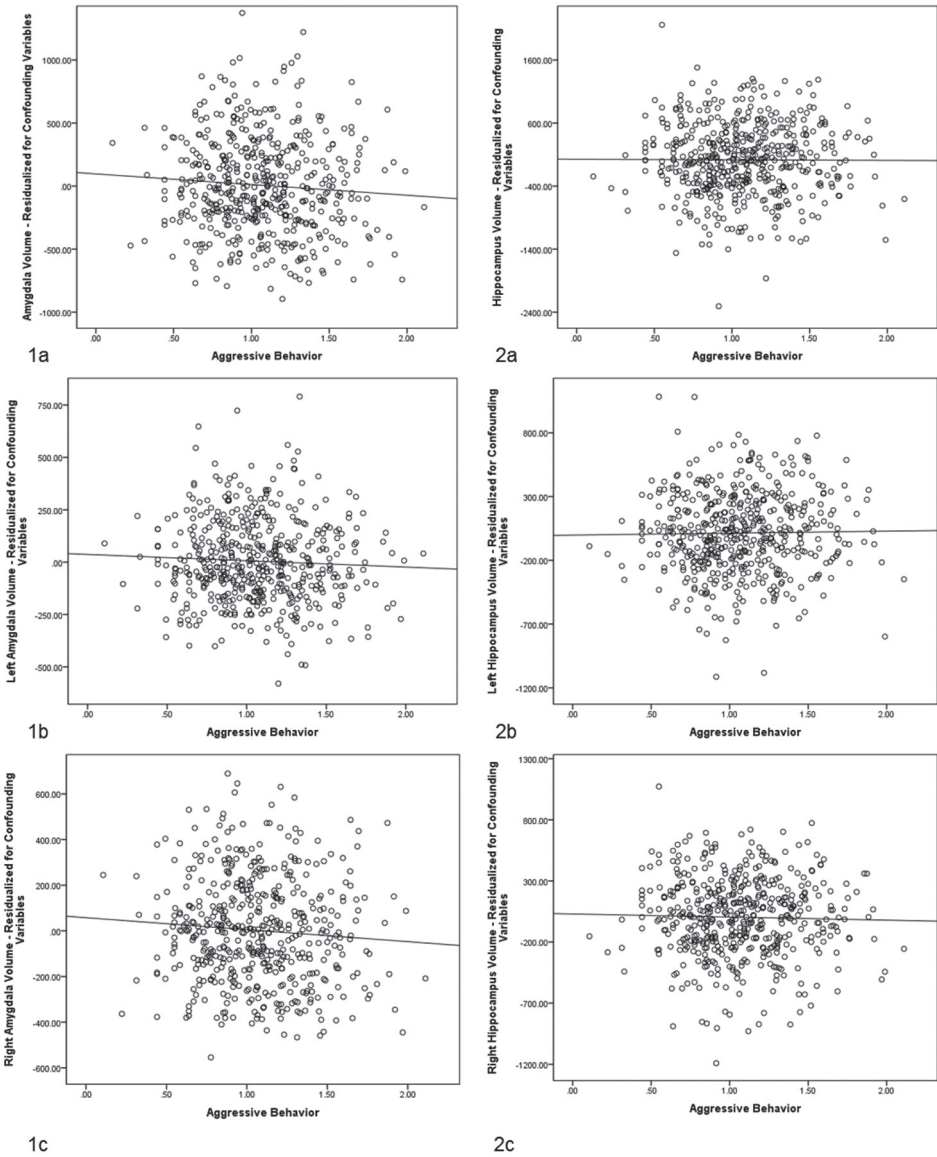 Amygdala Volume - Residualized for Confounding Variables
1000.00
500.00
.00
-500.00
-1000.00
.00
.50
1.00
1.50
2.00
Aggressive Behavior
1a
Hippocampus Volume - Residualized for Confounding
Variables
1600.00
600.00
-400.00
-1400.00
-2400.00
.00
.50
1.00
1.50
2.00
Aggressive Behavior
2a
Left Amygdala Volume - Residualized for Confounding
Variables
750.00
500.00
250.00
.00
-250.00
-500.00
.00
.50
1.00
1.50
2.00
Aggressive Behavior
1b
Left Hippocampus Volume - Residualized for Confounding
Variables
800.00
300.00
-200.00
-700.00
-1200.00
.00
.50
1.00
1.50
2.00
Aggressive Behavior
2b
Right Amygdala Volume - Residualized for Confounding
Variables
600.00
400.00
200.00
.00
-200.00
-400.00
-600.00
.00
.50
1.00
1.50
2.00
Aggressive Behavior
1c
Right Hippocampus Volume - Residualized for Confounding
Variables
1300.00
800.00
300.00
-200.00
-700.00
-1200.00
.00
.50
1.00
1.50
2.00
Aggressive Behavior
2c